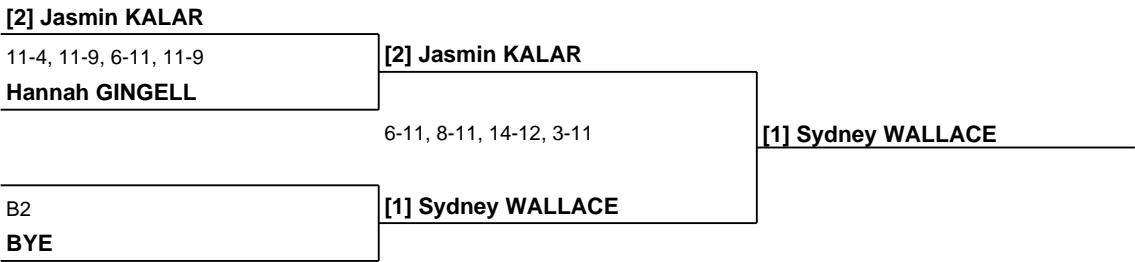 [2] Jasmin KALAR
11-4, 11-9, 6-11, 11-9
Hannah GINGELL
[2] Jasmin KALAR
6-11, 8-11, 14-12, 3-11
[1] Sydney WALLACE
B2
BYE
[1] Sydney WALLACE